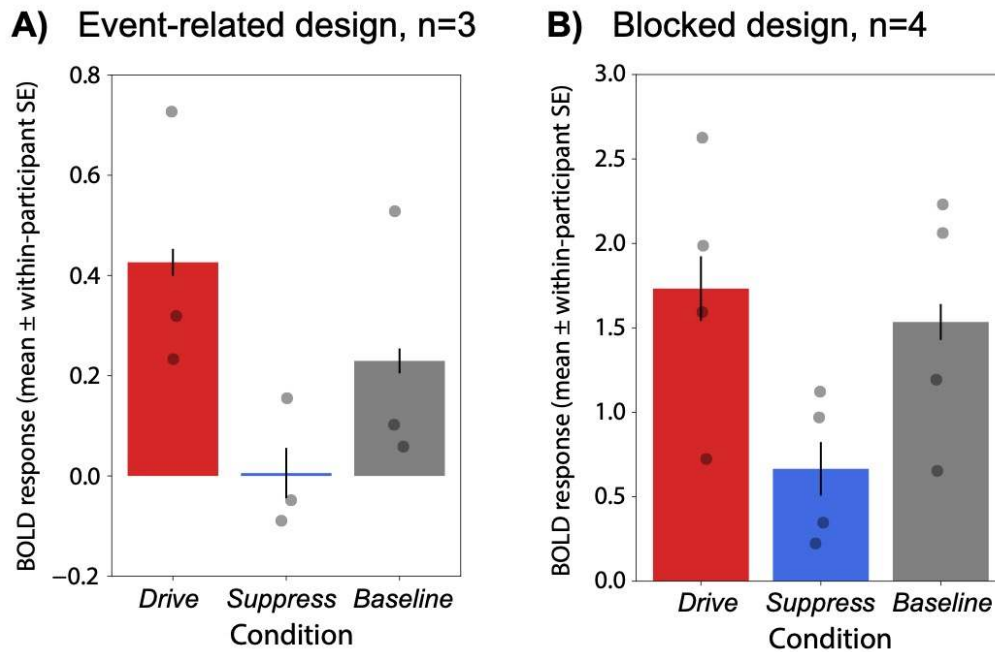 A) Event-related design, n=3
BOLD response (mean ± within-participant SE)
0.8
0.6
0.4
0.2
0.0
−0.2
Drive Suppress Baseline
Condition
B) Blocked design, n=4
BOLD response (mean ± within-participant SE)
3.0
2.5
2.0
1.5
1.0
0.5
0.0
Drive Suppress Baseline
Condition